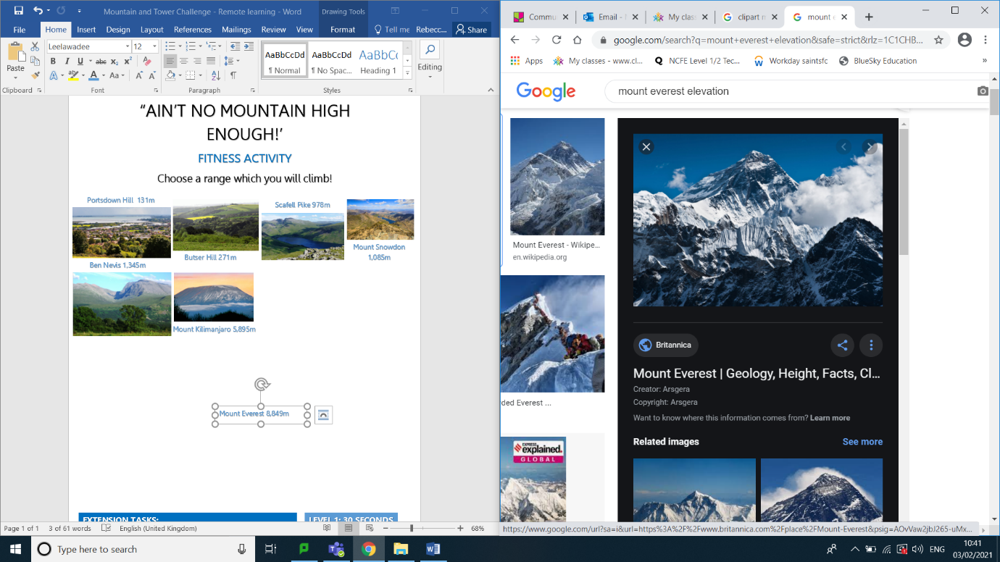 Mountain and Tower Challenge - Remote learning - Word
Drawing Tools
File
Home
Insert
Design
Layout
References
Mailings
Review
View
Format
Tell me
Rebecc...
Share
Paste
Leelawadee
12
B I U abc x₂ x²
Aa
AaBbCcDd
¶ Normal
AaBbCcDd
¶ No Spac...
AaBbCc
Heading 1
Editing
Clipboard
Font
Paragraph
Styles
“AIN’T NO MOUNTAIN HIGH
ENOUGH!’
FITNESS ACTIVITY
Choose a range which you will climb!
Portsdown Hill 131m
Scafell Pike 978m
Butser Hill 271m
Mount Snowdon
1,085m
Ben Nevis 1,345m
Mount Kilimanjaro 5,895m
Mount Everest 8,849m
EXTENSION TASKS:
LEVEL 1: 30 SECONDS
Page 1 of 1
3 of 61 words
English (United Kingdom)
68%
Commu
Email -
My clas
clipart m
mount e
google.com/search?q=mount+everest+elevation&safe=strict&rlz=1C1CHB...
Apps
My classes - www.cl...
NCFE Level 1/2 Tec...
Workday saintsfc
BlueSky Education
Google
mount everest elevation
Mount Everest - Wikipe...
en.wikipedia.org
ded Everest ...
EXPRESS
explained.
GLOBAL
Britannica
Mount Everest | Geology, Height, Facts, Cl...
Creator: Arsgera
Copyright: Arsgera
Want to know where this information comes from? Learn more
Related images
See more
https://www.google.com/url?sa=i&url=https%3A%2F%2Fwww.britannica.com%2Fplace%2FMount-Everest&psig=AOvVaw2jbJ265-uMx...
Type here to search
ENG
10:41
03/02/2021